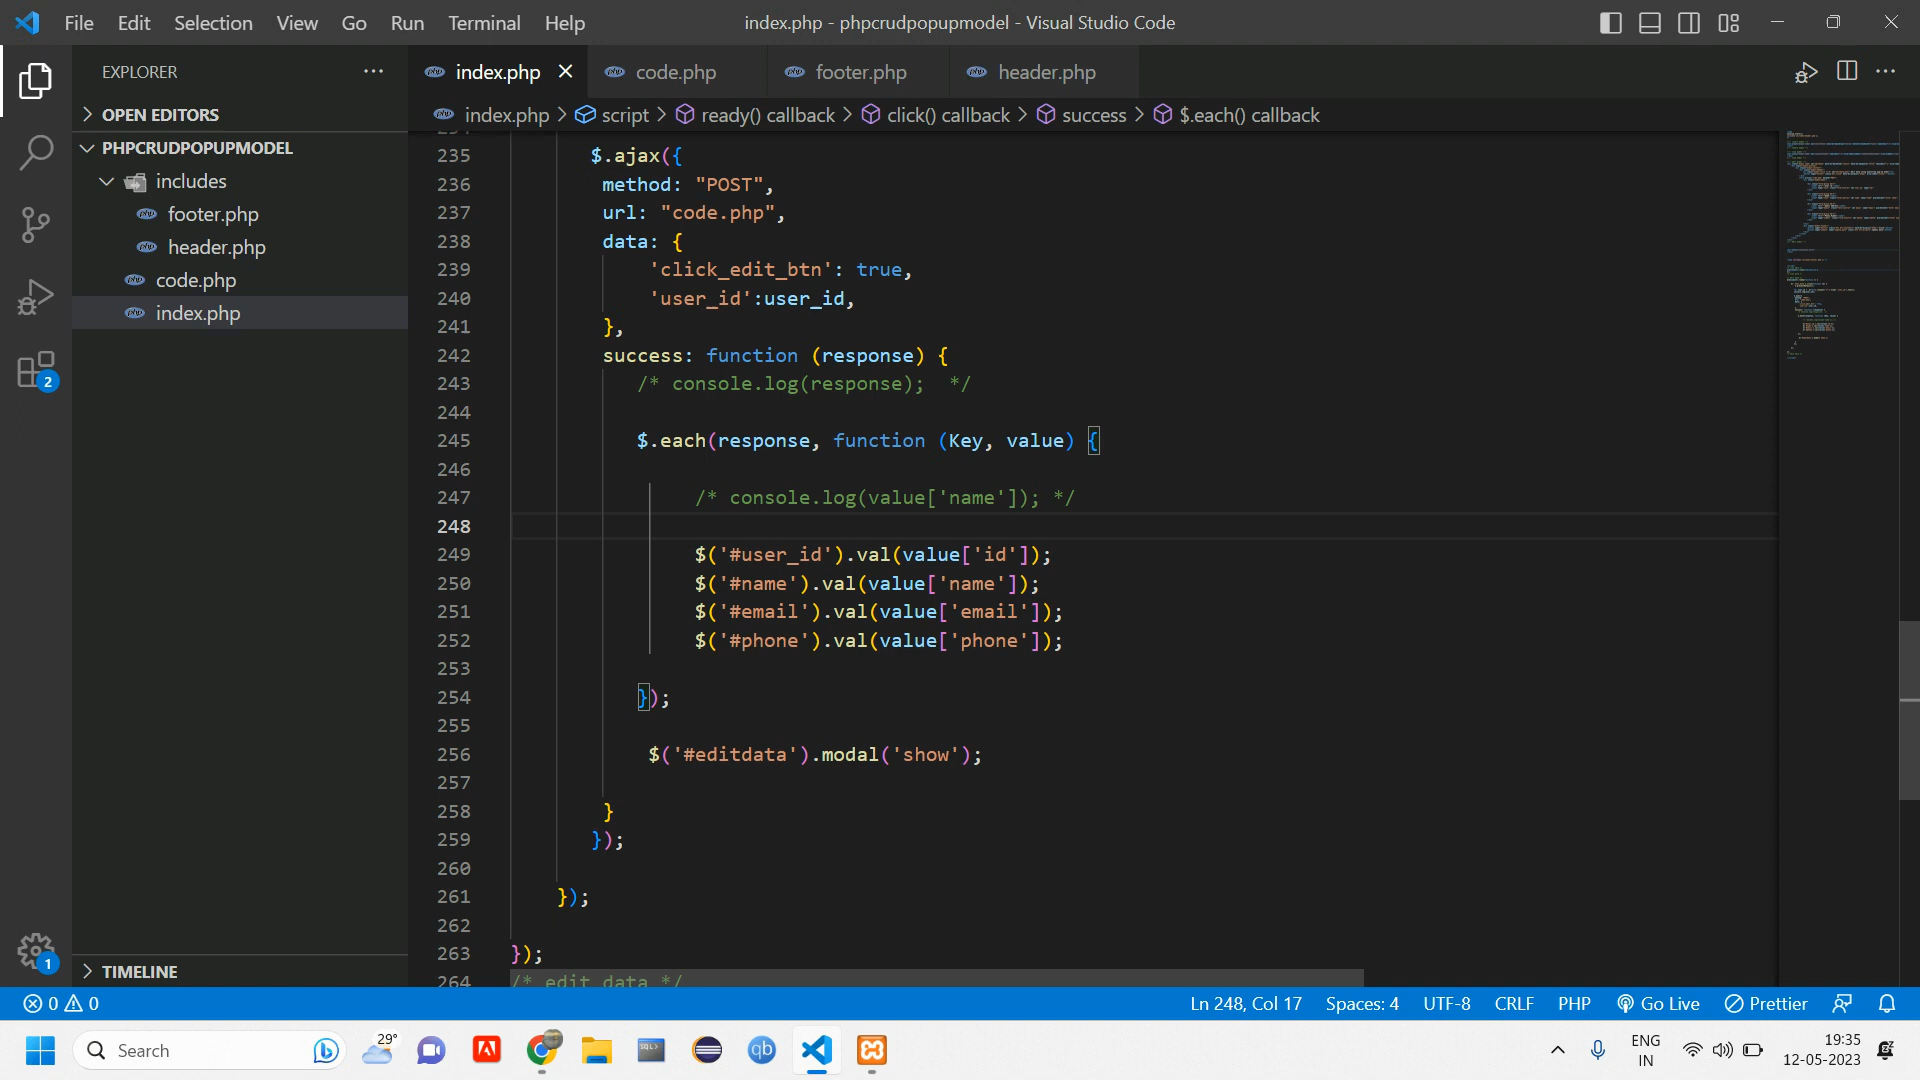 File Edit Selection View Go Run Terminal Help
index.php - phpcrudpopupmodel - Visual Studio Code
EXPLORER
OPEN EDITORS
PHPCRUDPOPUPMODEL
includes
footer.php
header.php
code.php
index.php
TIMELINE
index.php code.php footer.php header.php
index.php > script > ready() callback > click() callback > success > $.each() callback
235 $.ajax({
236 method: "POST",
237 url: "code.php",
238 data: {
239 'click_edit_btn': true,
240 'user_id':user_id,
241 },
242 success: function (response) {
243 /* console.log(response);  */
244
245 $.each(response, function (Key, value) {
246
247 /* console.log(value['name']); */
248
249 $('#user_id').val(value['id']);
250 $('#name').val(value['name']);
251 $('#email').val(value['email']);
252 $('#phone').val(value['phone']);
253
254 });
255
256 $('#editdata').modal('show');
257
258 }
259 });
260
261 });
262
263 });
264 /* edit data */
2
1
0 0
Ln 248, Col 17 Spaces: 4 UTF-8 CRLF PHP Go Live Prettier
Search
29°
SQL>
qb
ENG
IN
19:35
12-05-2023